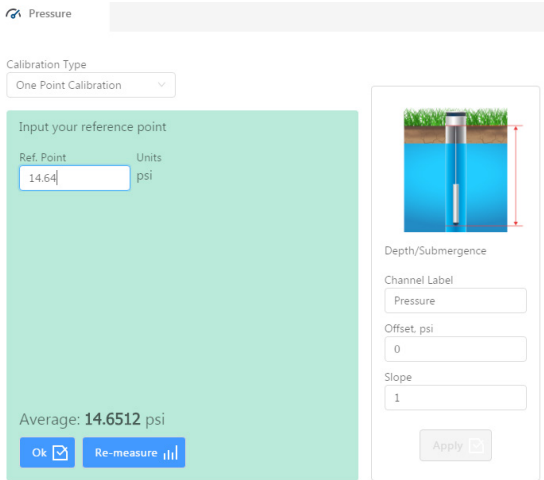 Pressure
Calibration Type
One Point Calibration
Input your reference point
Ref. Point Units
14.64 psi
Average: 14.6512 psi
Ok Re-measure
Depth/Submergence
Channel Label
Pressure
Offset, psi
0
Slope
1
Apply